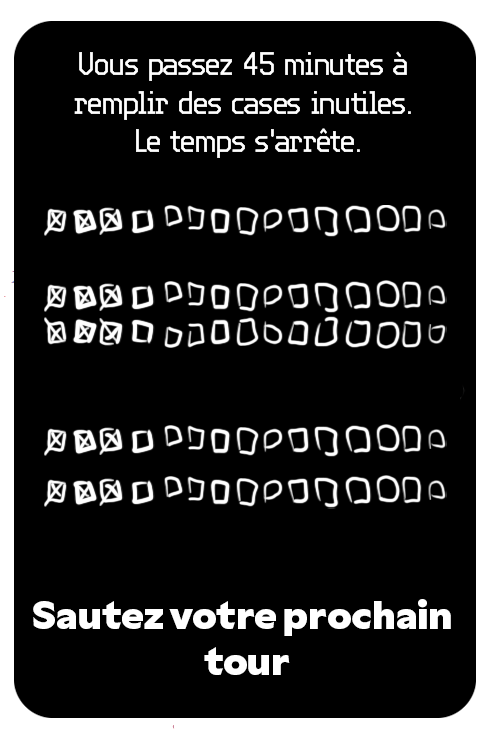 Vous passez 45 minutes à
remplir des cases inutiles.
Le temps s'arrête.
Sautez votre prochain
tour